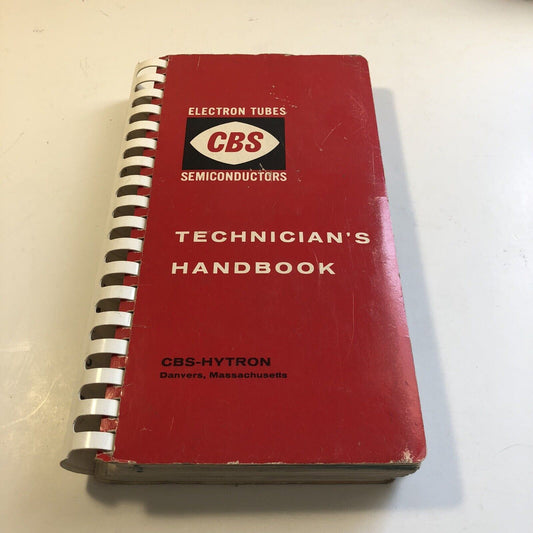 ELECTRON TUBES
CBS
SEMICONDUCTORS
TECHNICIAN'S
HANDBOOK
CBS-HYTRON
Danvers, Massachusetts